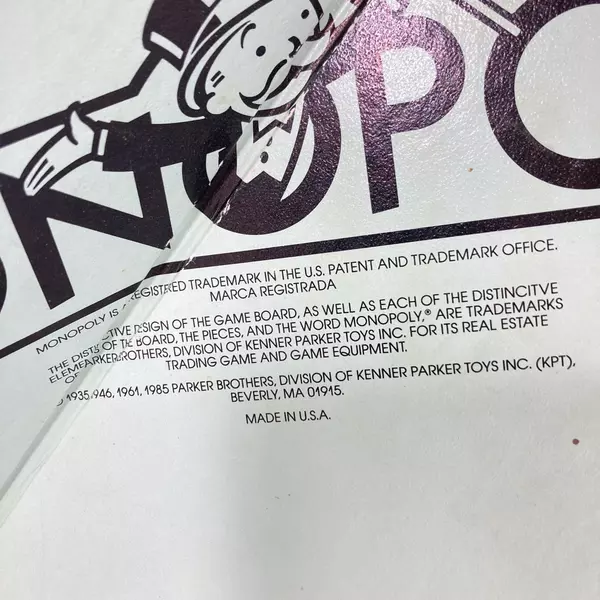 ONOPO
MONOPOLY IS REGISTRED TRADEMARK IN THE U.S. PATENT AND TRADEMARK OFFICE.
MARCA REGISTRADA
THE DISTINCTIVE DESIGN OF THE GAME BOARD, AS WELL AS EACH OF THE DISTINCITVE
ELEMENTS OF THE BOARD, THE PIECES, AND THE WORD MONOPOLY,® ARE TRADEMARKS
OF PARKER BROTHERS, DIVISION OF KENNER PARKER TOYS INC. FOR ITS REAL ESTATE
TRADING GAME AND GAME EQUIPMENT.
1935, 1946, 1961, 1985 PARKER BROTHERS, DIVISION OF KENNER PARKER TOYS INC. (KPT),
BEVERLY, MA 01915.
MADE IN U.S.A.